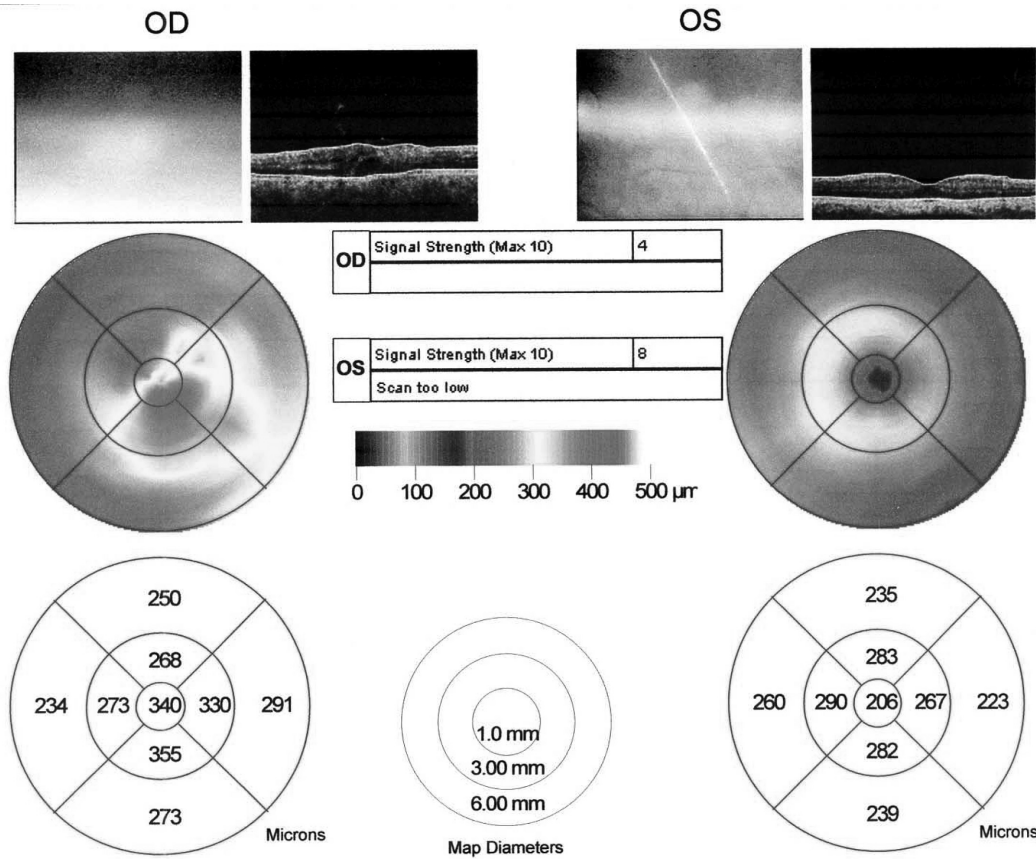 OD
OS
OD
Signal Strength (Max 10)
4
OS
Signal Strength (Max 10)
8
Scan too low
0 100 200 300 400 500 µm
250
268
234 273 340 330 291
355
273
Microns
1.0 mm
3.00 mm
6.00 mm
Map Diameters
235
283
260 290 206 267 223
282
239
Microns